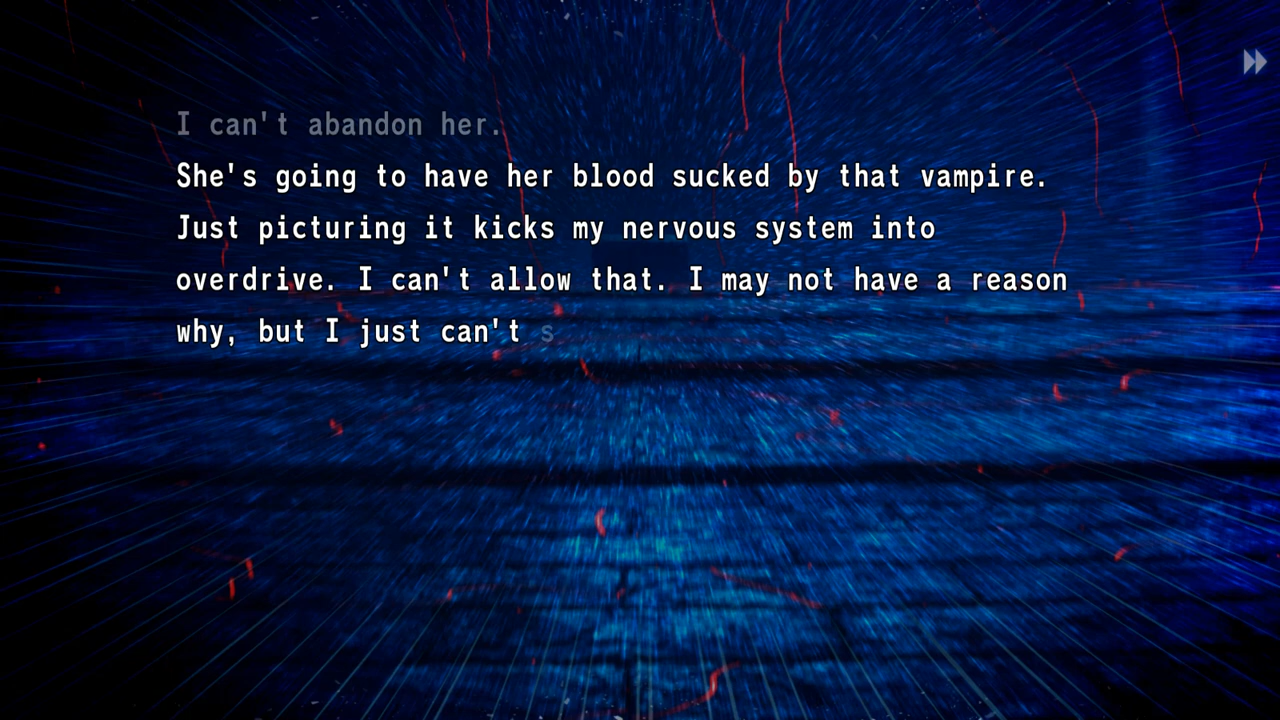 I can't abandon her.
She's going to have her blood sucked by that vampire.
Just picturing it kicks my nervous system into
overdrive. I can't allow that. I may not have a reason
why, but I just can't s